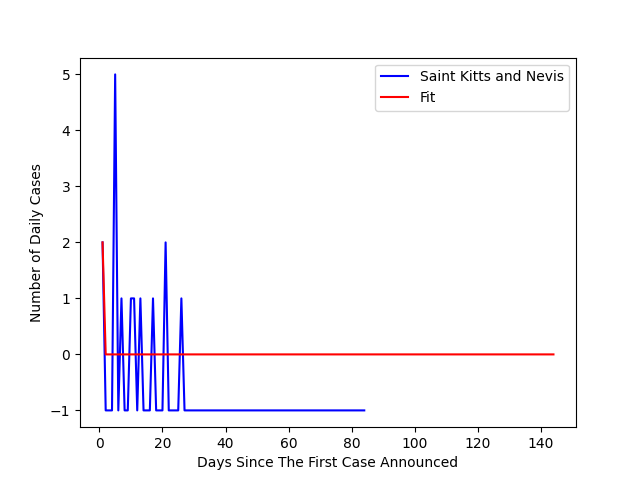 Saint Kitts and Nevis
Fit
5
4
3
2
1
0
−1
Number of Daily Cases
0 20 40 60 80 100 120 140
Days Since The First Case Announced